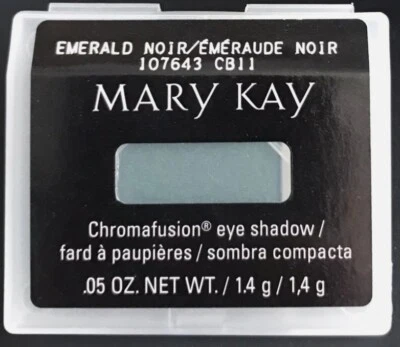 EMERALD NOIR/ÉMÉRAUDE NOIR
107643 CB11
MARY KAY
Chromafusion® eye shadow /
fard à paupières / sombra compacta
.05 OZ. NET WT. / 1.4 g / 1,4 g